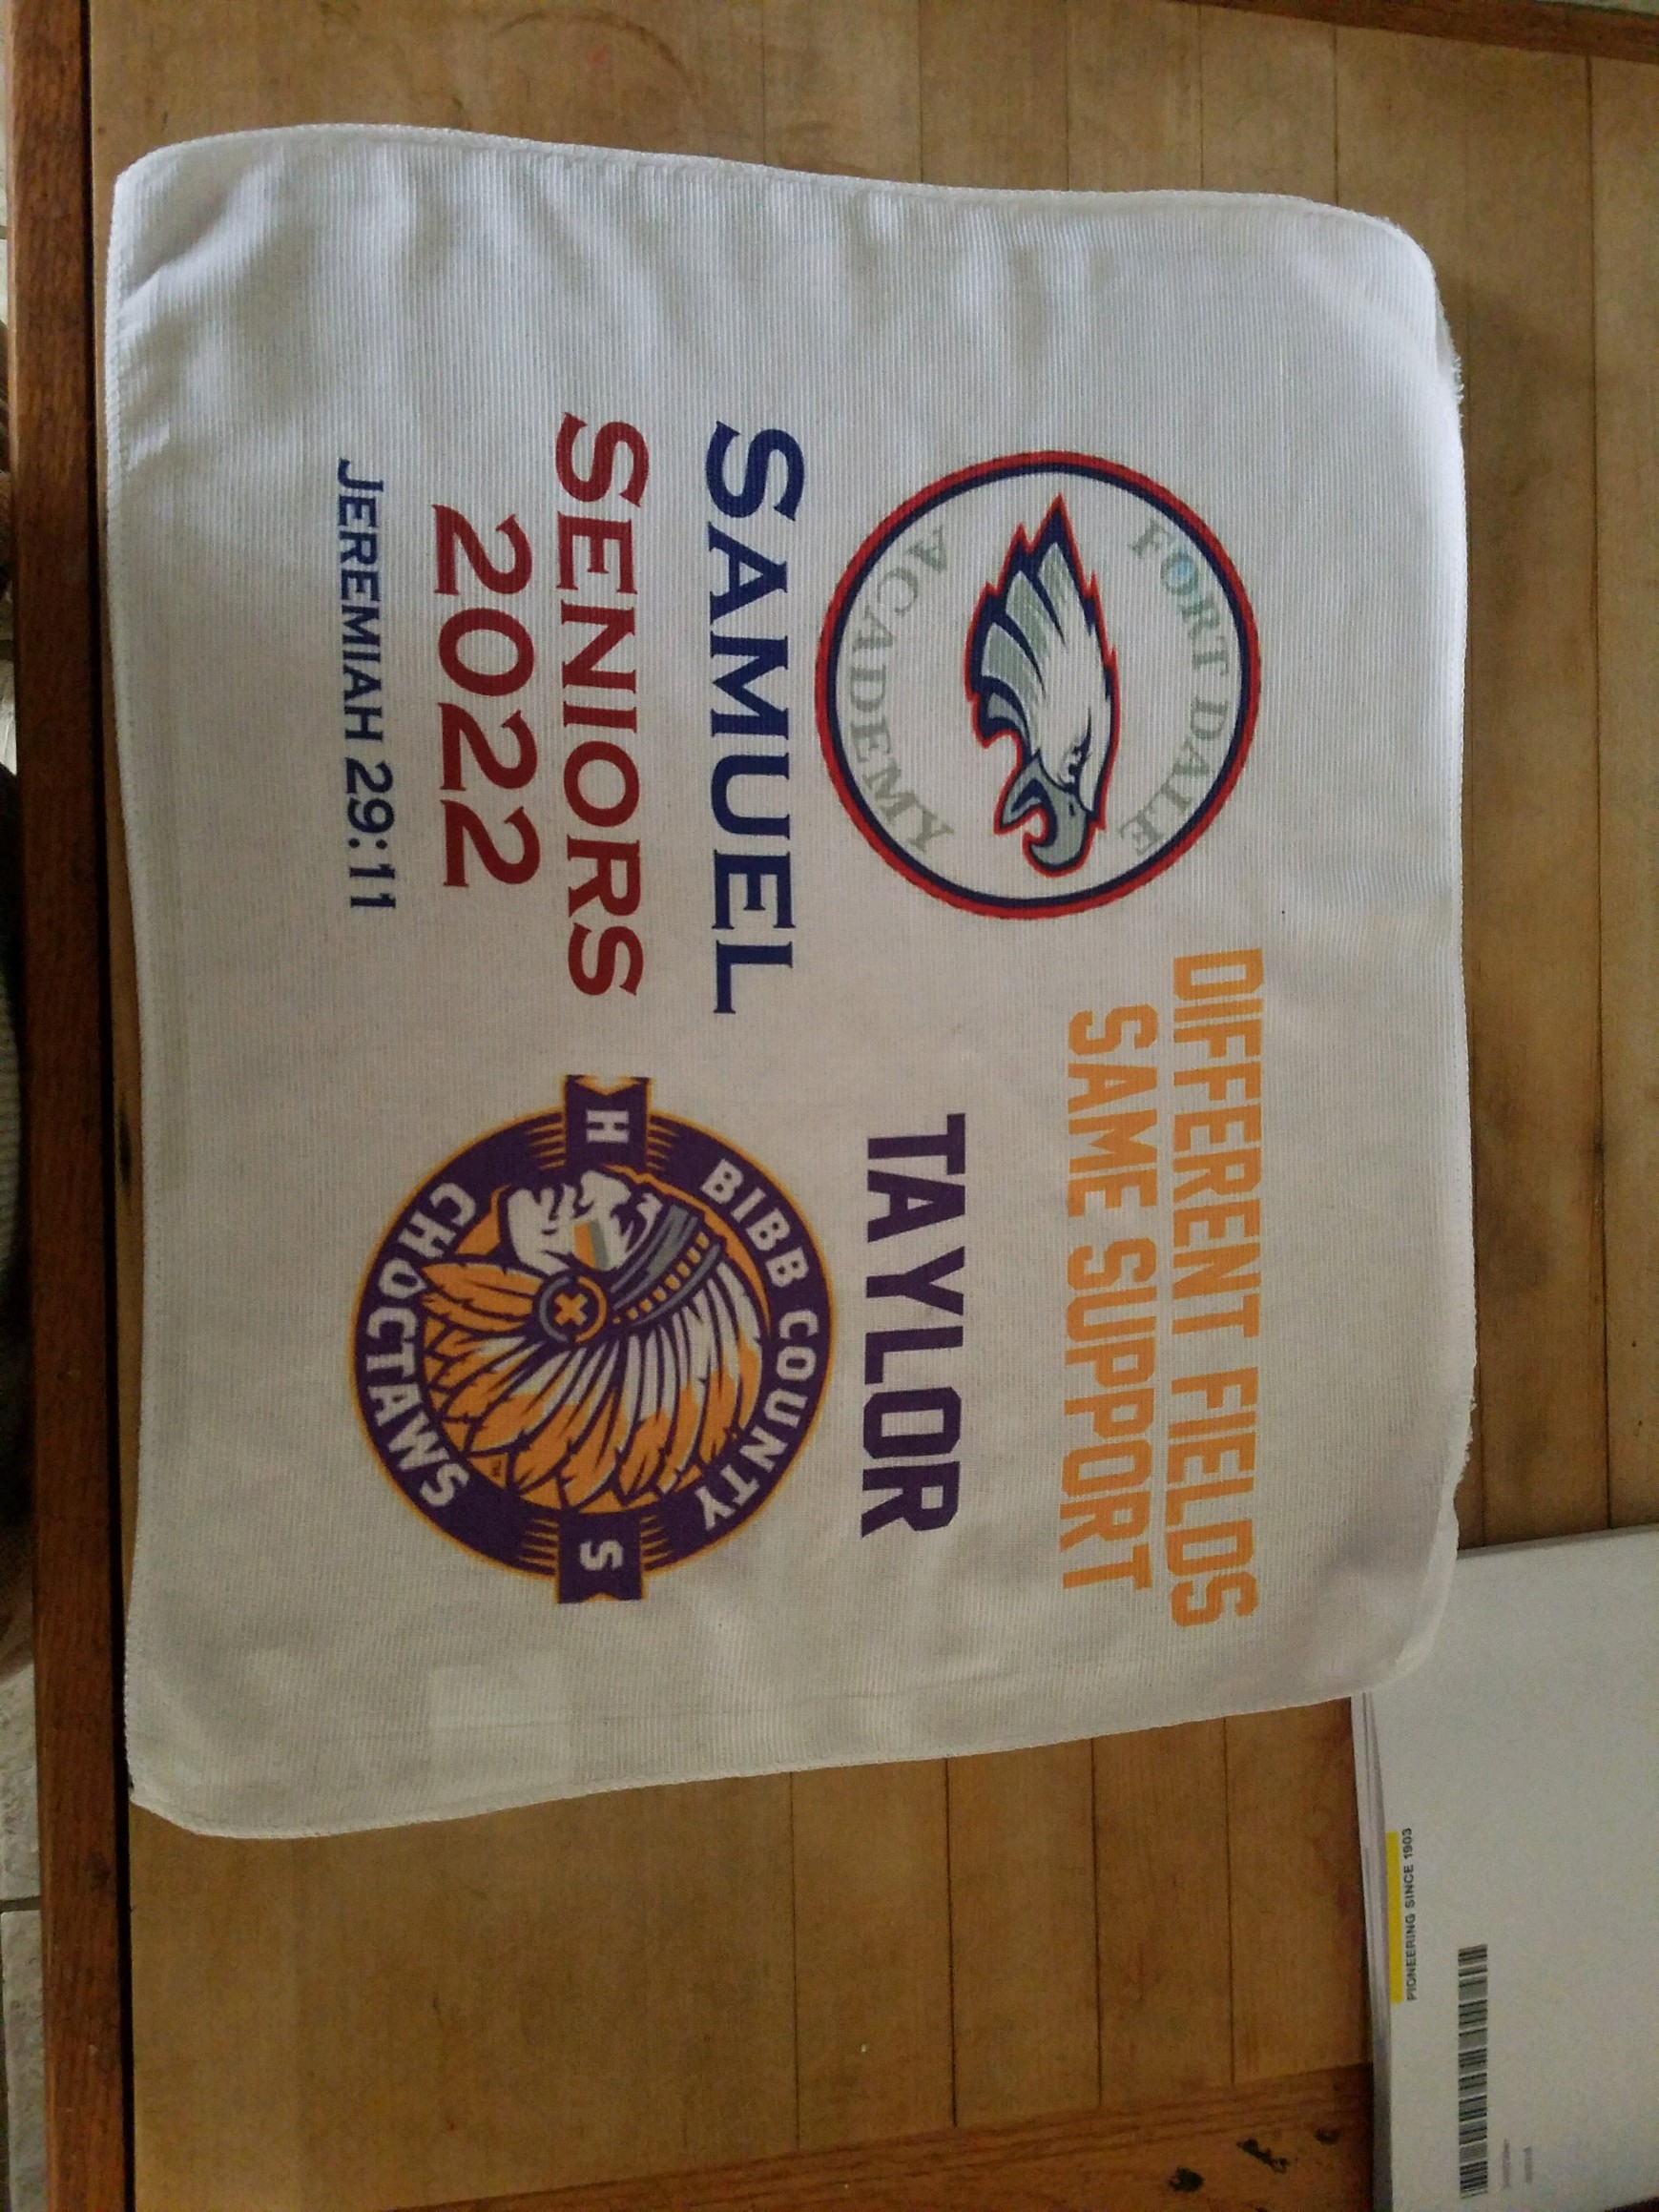 FORT DALE
ACADEMY
SAMUEL
SENIORS
2022
JEREMIAH 29:11
DIFFERENT FIELDS
SAME SUPPORT
TAYLOR
BIBB COUNTY
H S
CHOCTAWS
PIONEERING SINCE 1903